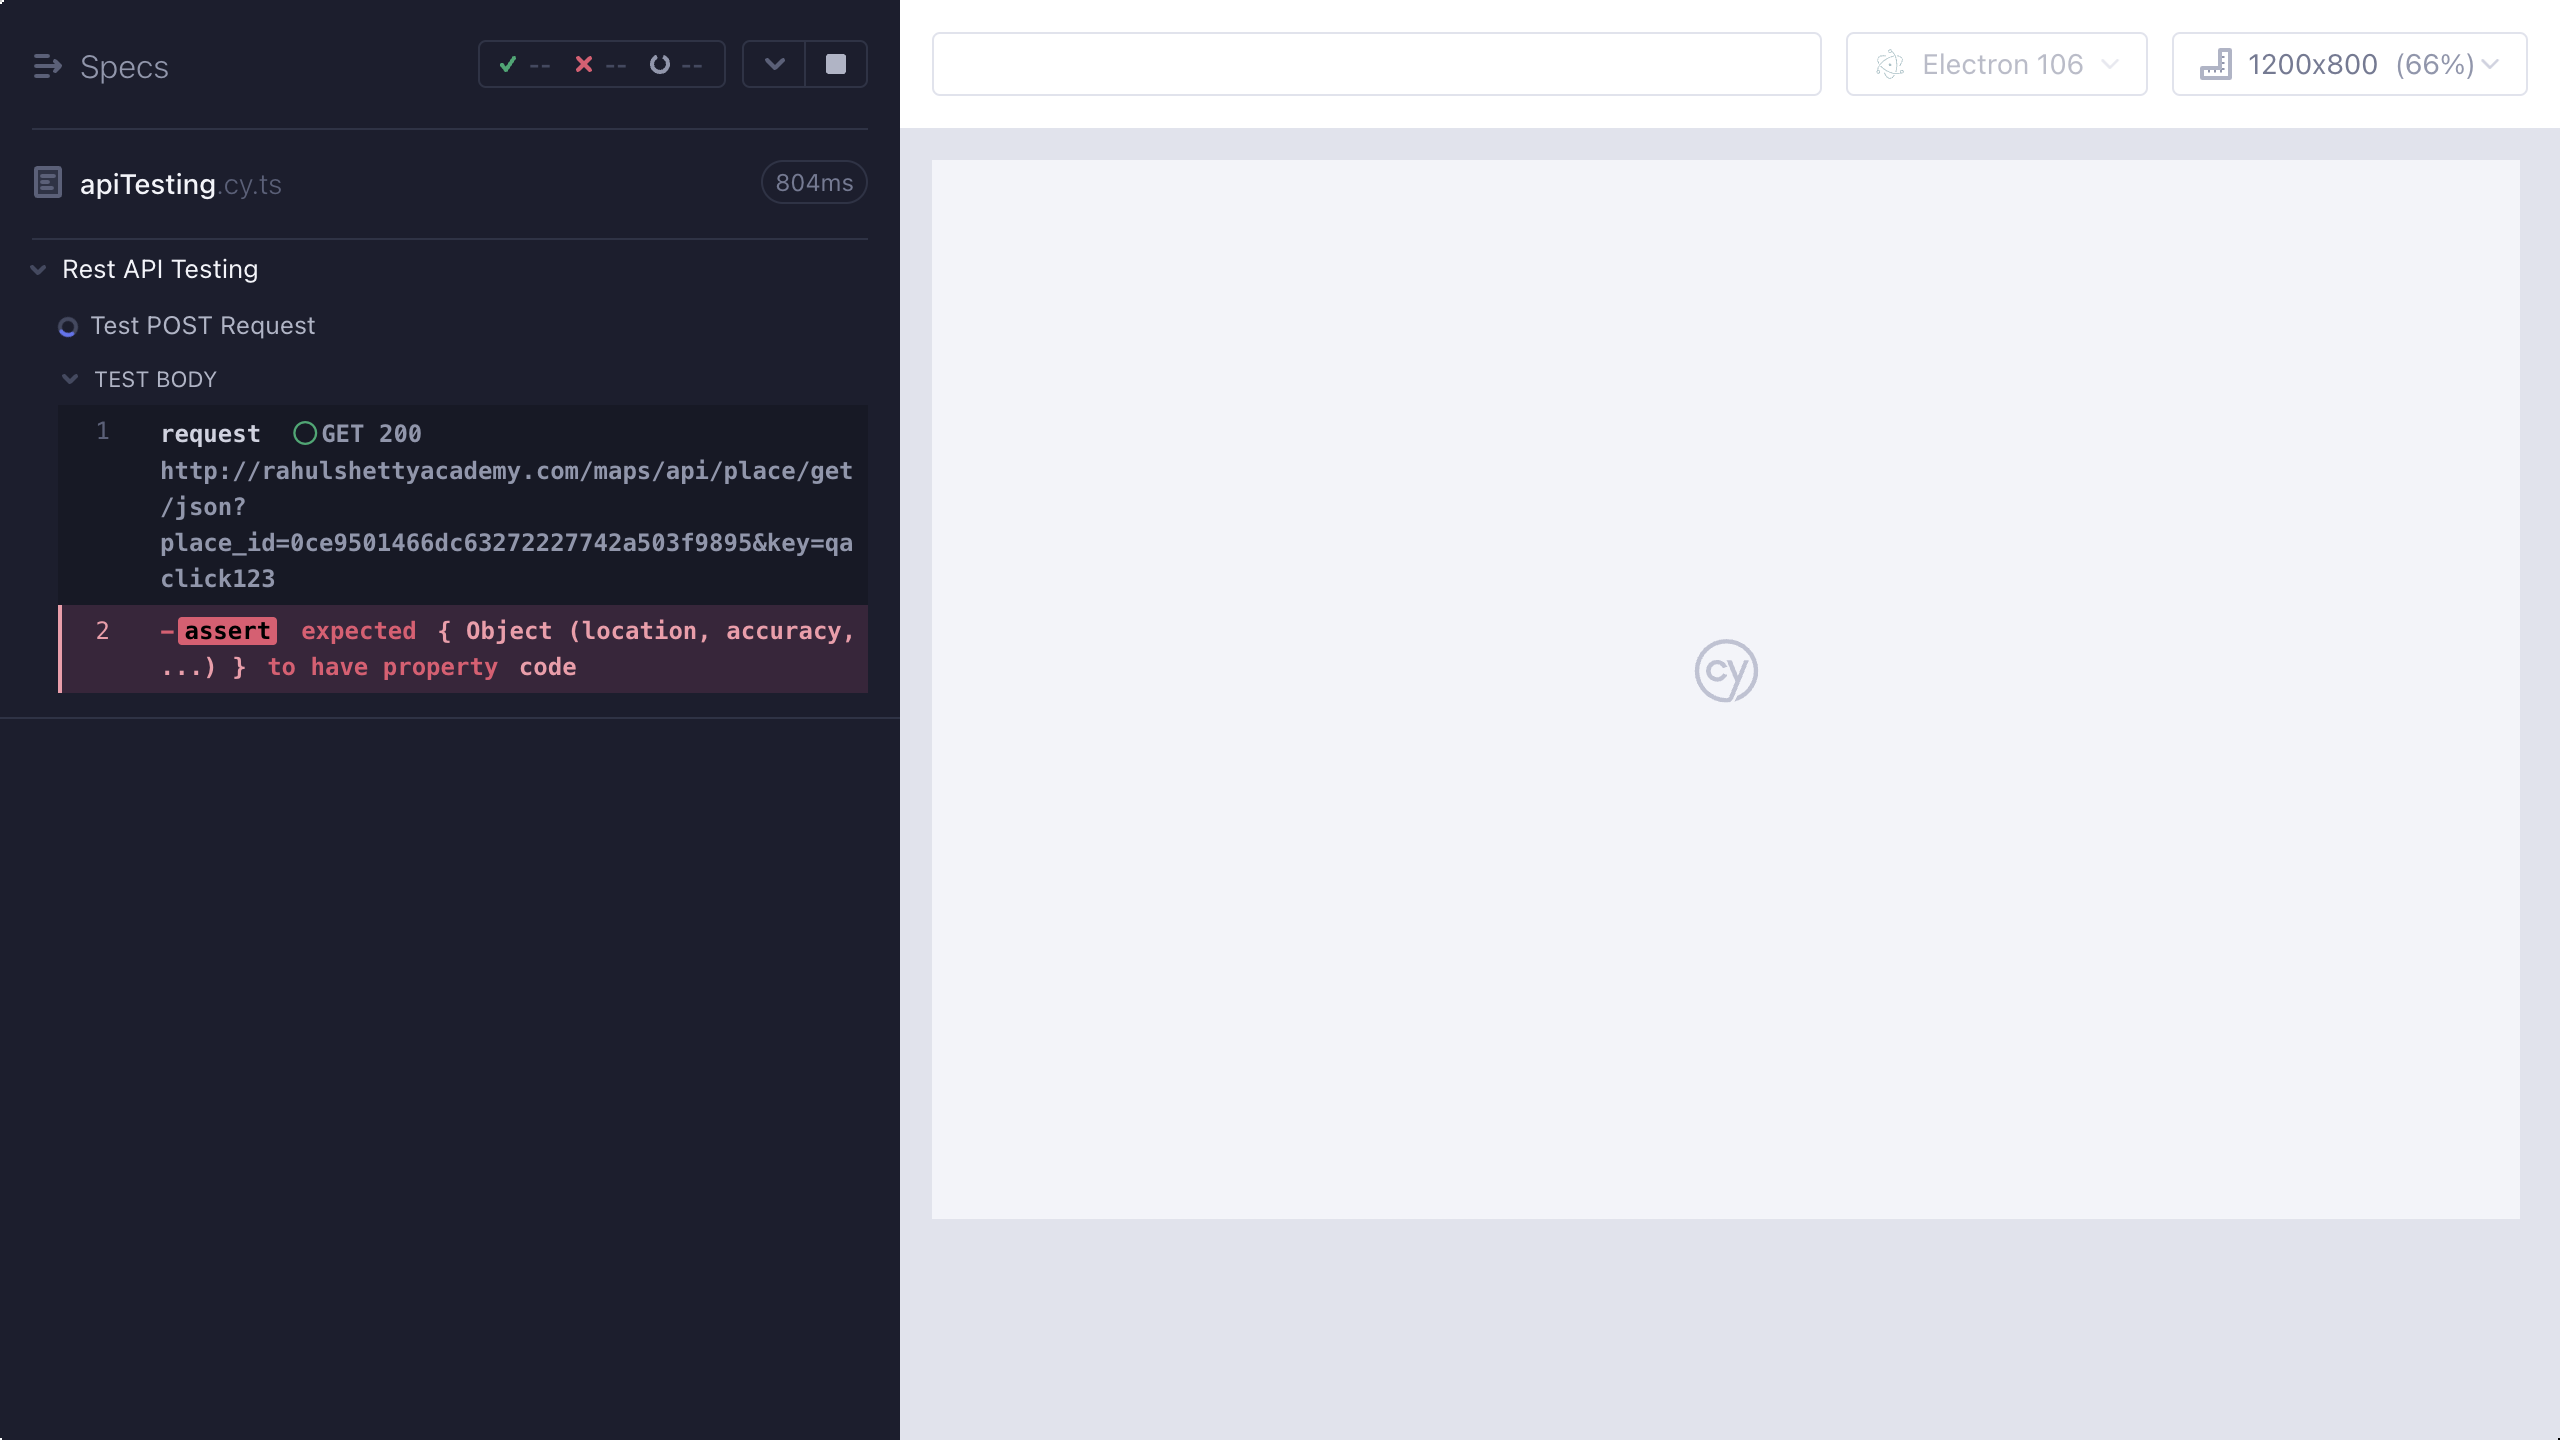 Specs
-- -- --
Electron 106
1200x800 (66%)
apiTesting.cy.ts
804ms
Rest API Testing
Test POST Request
TEST BODY
1 request GET 200
http://rahulshettyacademy.com/maps/api/place/get
/json?
place_id=0ce9501466dc63272227742a503f9895&key=qa
click123
2 -assert expected { Object (location, accuracy,
...) } to have property code
cy